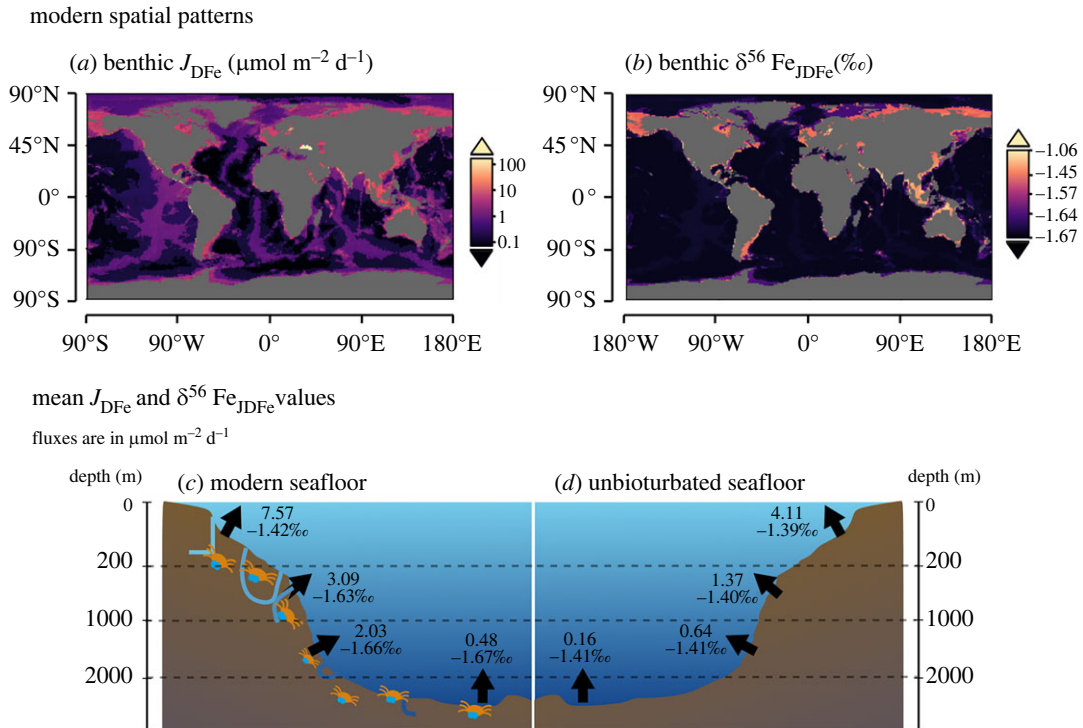 modern spatial patterns
(a) benthic J_DFe (µmol m⁻² d⁻¹)
90°N
45°N
0°
90°S
90°S
90°S
90°W
0°
90°E
180°E
100
10
1
0.1
(b) benthic δ⁵⁶ Fe_JDFe(‰)
90°N
45°N
0°
90°S
90°S
180°W
90°W
0°
90°E
180°E
−1.06
−1.45
−1.57
−1.64
−1.67
mean J_DFe and δ⁵⁶ Fe_JDFe values
fluxes are in µmol m⁻² d⁻¹
depth (m)
(c) modern seafloor
(d) unbioturbated seafloor
depth (m)
0
200
1000
2000
7.57
−1.42‰
3.09
−1.63‰
2.03
−1.66‰
0.48
−1.67‰
0.16
−1.41‰
0.64
−1.41‰
1.37
−1.40‰
4.11
−1.39‰
0
200
1000
2000